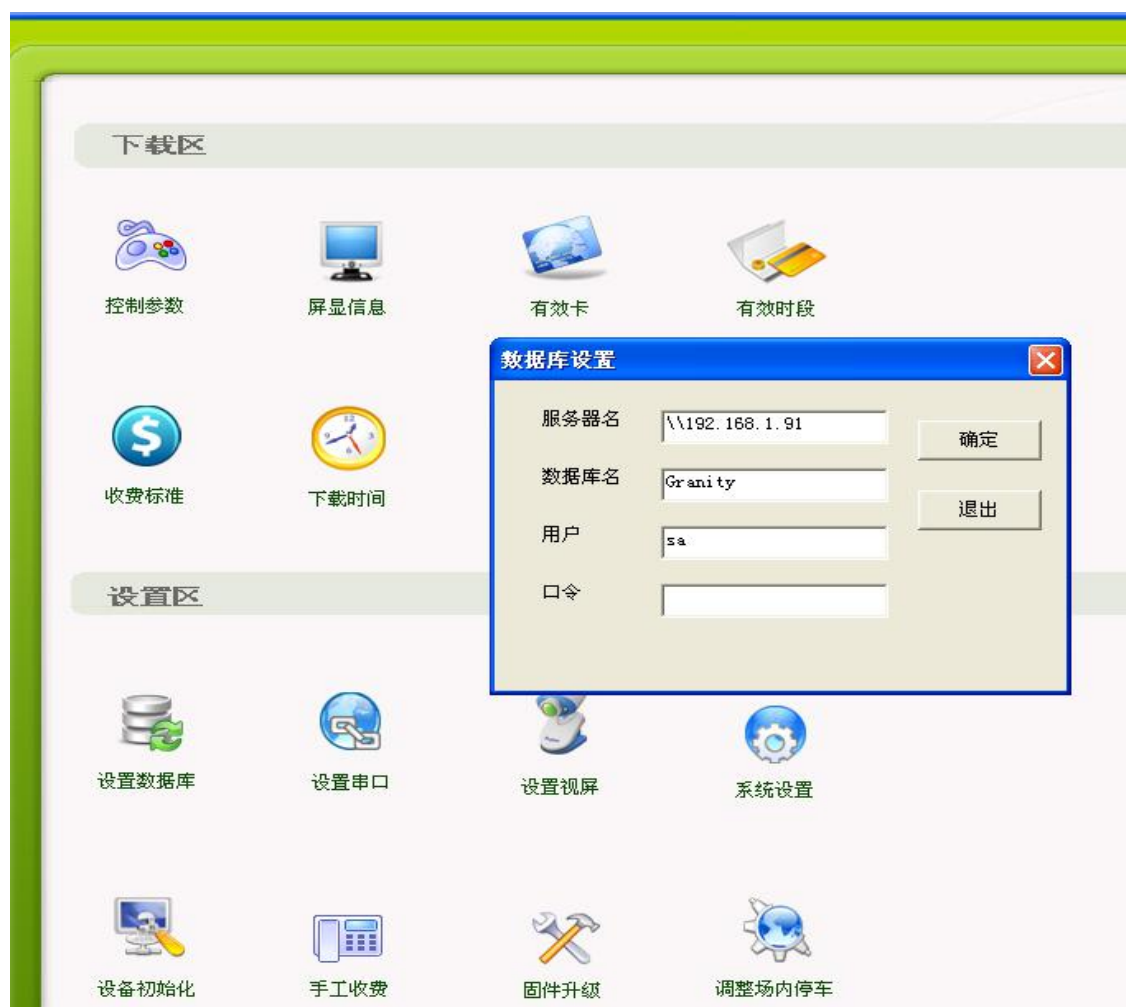 下载区
控制参数
屏显信息
有效卡
有效时段
收费标准
下载时间
数据库设置
服务器名
\\192.168.1.91
确定
数据库名
Granity
退出
用户
sa
口令
设置区
设置数据库
设置串口
设置视屏
系统设置
设备初始化
手工收费
固件升级
调整场内停车